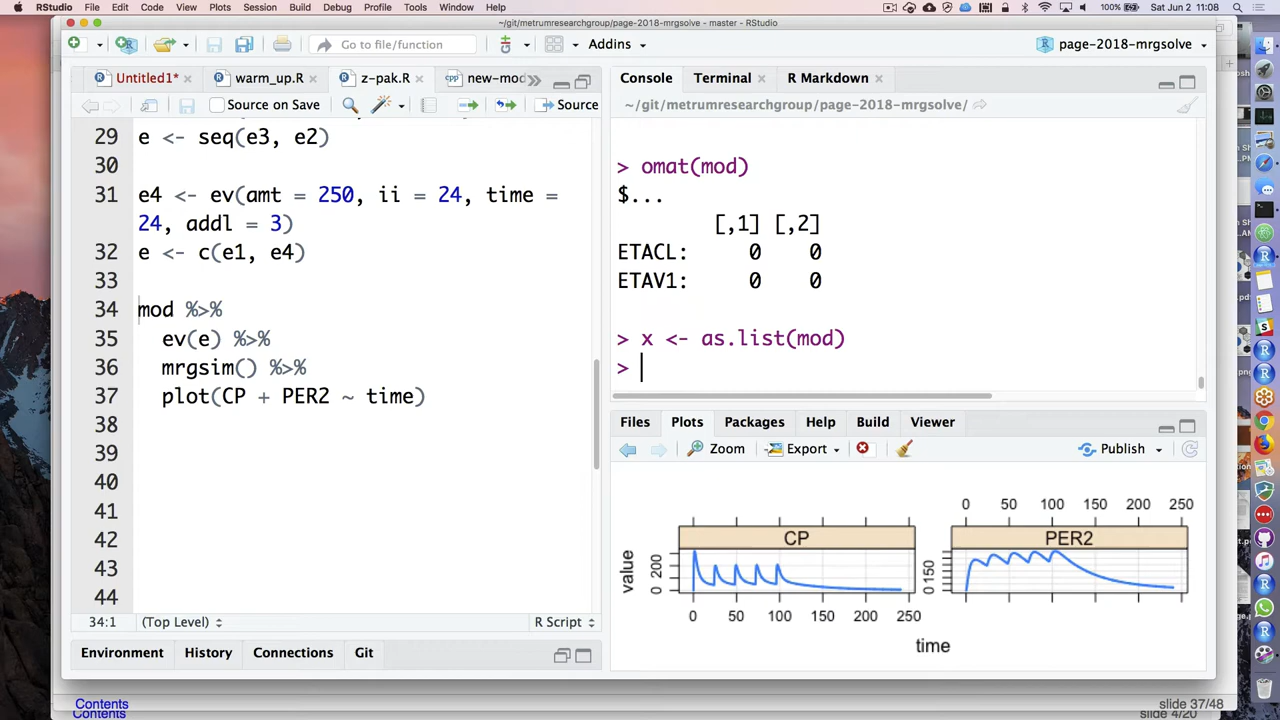 RStudio File Edit Code View Plots Session Build Debug Profile Tools Window Help 100% Sat Jun 2 11:08
~/git/metrumresearchgroup/page-2018-mrgsolve - master - RStudio
Go to file/function Addins page-2018-mrgsolve
Untitled1* warm_up.R z-pak.R new-mod
Source on Save Source
29 e <- seq(e3, e2)
30
31 e4 <- ev(amt = 250, ii = 24, time =
24, addl = 3)
32 e <- c(e1, e4)
33
34 mod %>%
35 ev(e) %>%
36 mrgsim() %>%
37 plot(CP + PER2 ~ time)
38
39
40
41
42
43
44
34:1 (Top Level) R Script
Environment History Connections Git
Console Terminal R Markdown
~/git/metrumresearchgroup/page-2018-mrgsolve/
> omat(mod)
$...
[,1] [,2]
ETACL: 0 0
ETAV1: 0 0
> x <- as.list(mod)
>
Files Plots Packages Help Build Viewer
Zoom Export Publish
0 50 100 150 200 250
CP PER2
value
0 200
0 150
0 50 100 150 200 250
time
Contents
Contents
slide 37/48
slide 4/20